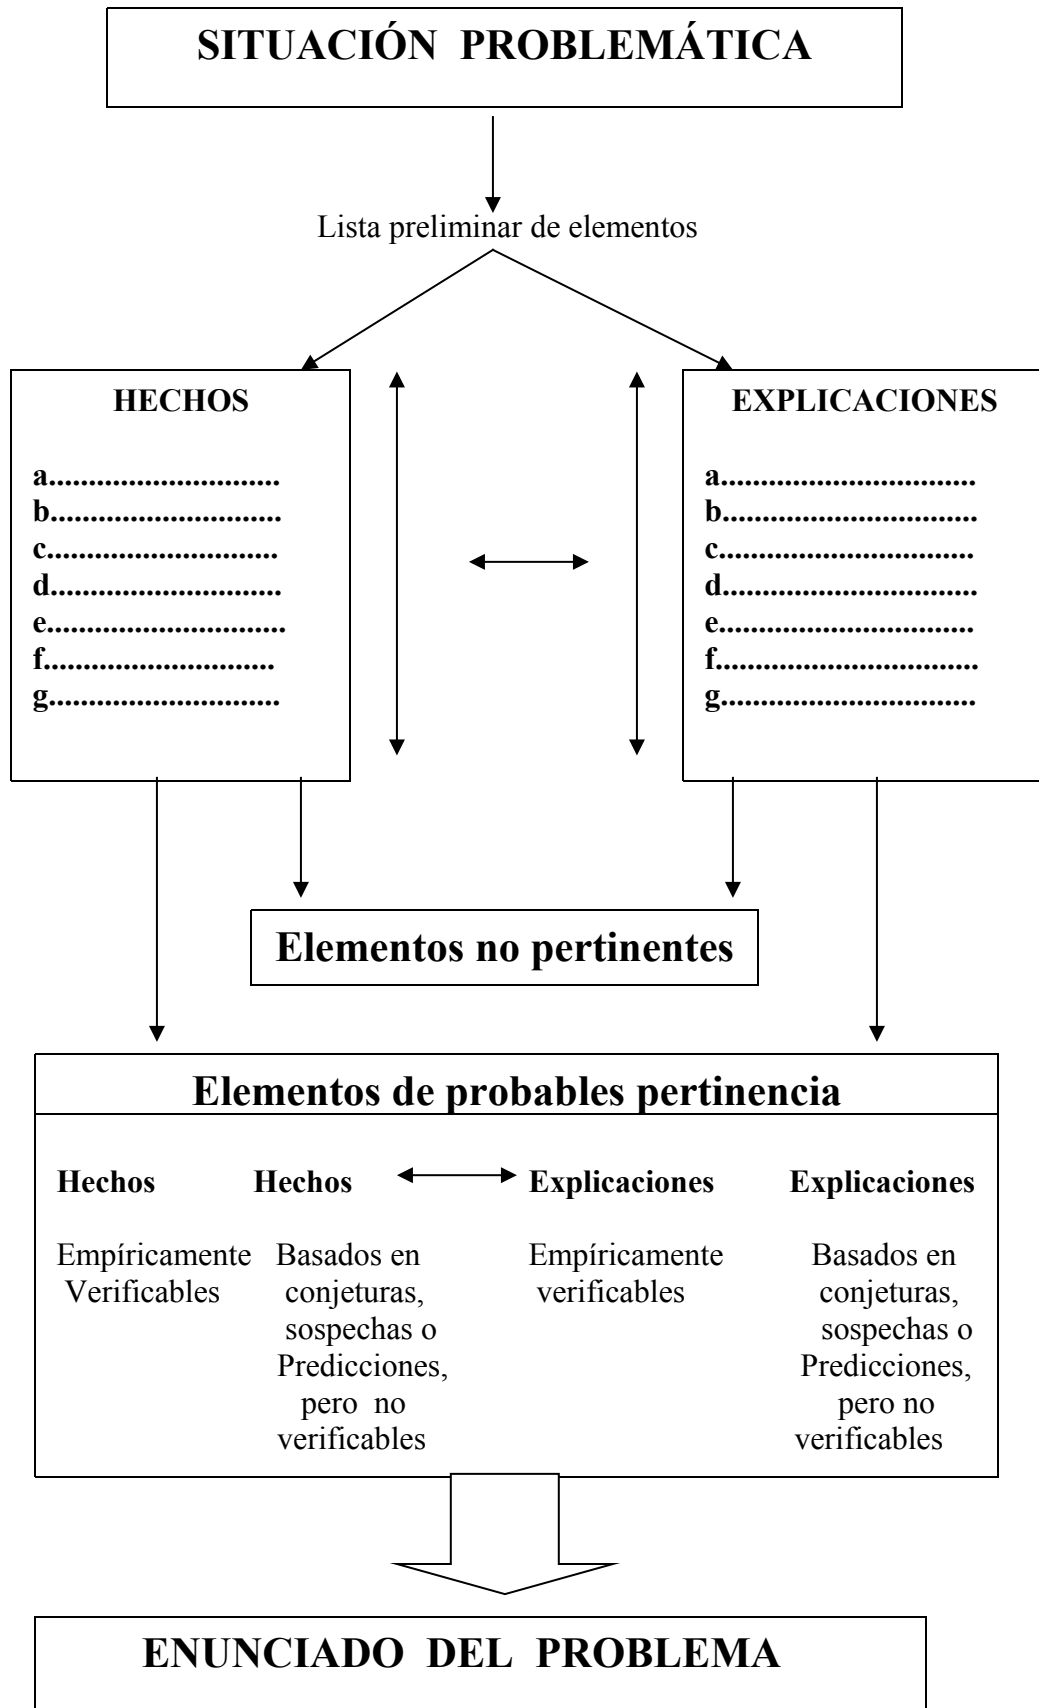 SITUACIÓN PROBLEMÁTICA
Lista preliminar de elementos
HECHOS
a.............................
b.............................
c.............................
d.............................
e..............................
f.............................
g.............................
EXPLICACIONES
a................................
b................................
c................................
d................................
e................................
f.................................
g................................
Elementos no pertinentes
Elementos de probables pertinencia
Hechos
Empíricamente
Verificables
Hechos
Basados en
conjeturas,
sospechas o
Predicciones,
pero no
verificables
Explicaciones
Empíricamente
verificables
Explicaciones
Basados en
conjeturas,
sospechas o
Predicciones,
pero no
verificables
ENUNCIADO DEL PROBLEMA